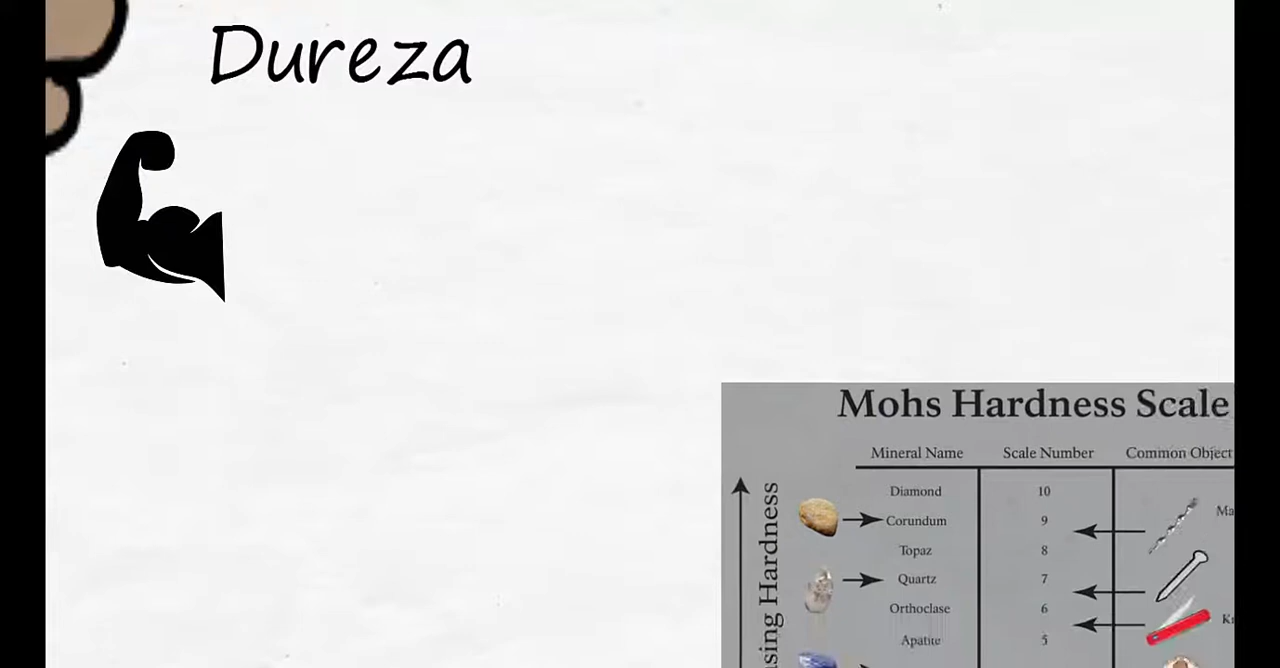 Dureza
Mohs Hardness Scale
Mineral Name Scale Number Common Object
Diamond 10
Corundum 9
Topaz 8
Quartz 7
Orthoclase 6
Apatite 5
Hardness